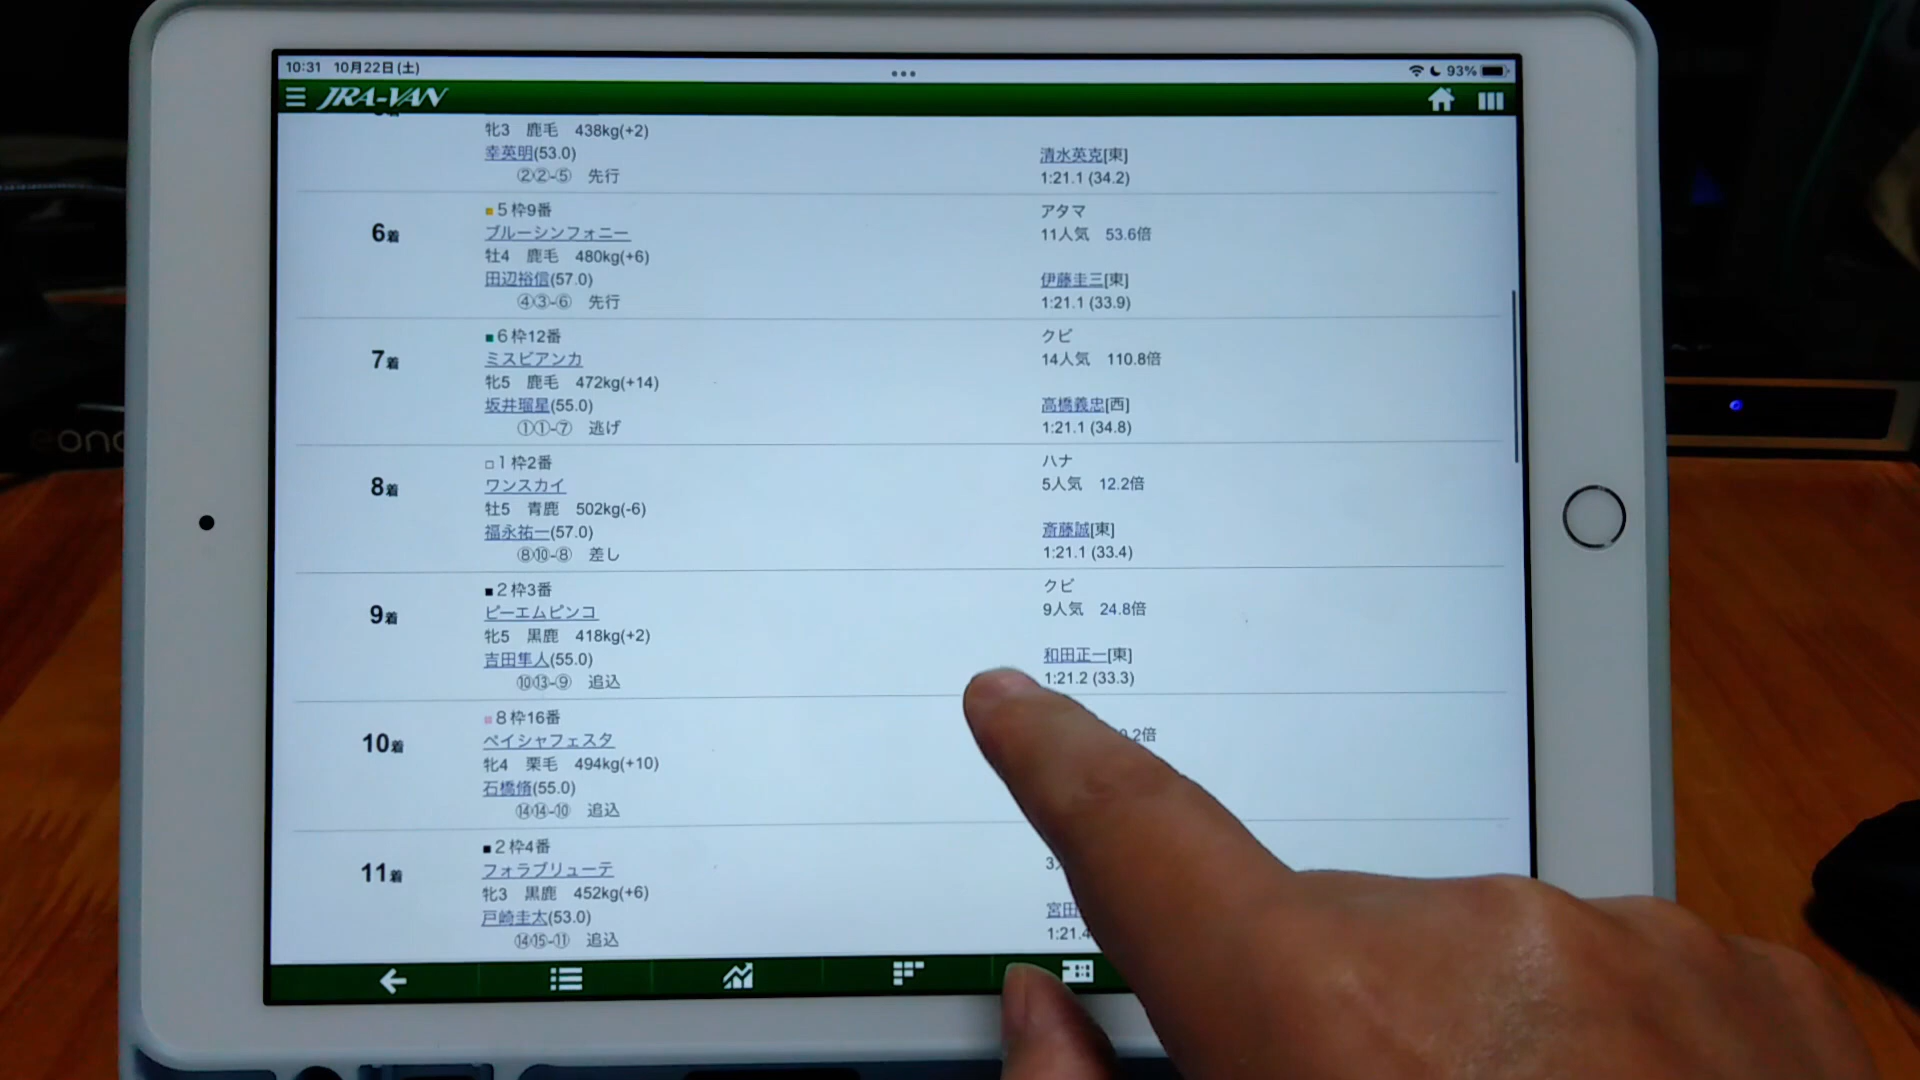 10:31 10月22日(土)
93%
JRA-VAN
牝3 鹿毛 438kg(+2)
幸英明(53.0)
清水英克[東]
②②-⑤ 先行
1:21.1 (34.2)
6着
5枠9番
アタマ
ブルーシンフォニー
11人気 53.6倍
牡4 鹿毛 480kg(+6)
田辺裕信(57.0)
伊藤圭三[東]
④③-⑥ 先行
1:21.1 (33.9)
7着
6枠12番
クビ
ミスビアンカ
14人気 110.8倍
牝5 鹿毛 472kg(+14)
坂井瑠星(55.0)
高橋義忠[西]
①①-⑦ 逃げ
1:21.1 (34.8)
8着
1枠2番
ハナ
ワンスカイ
5人気 12.2倍
牡5 青鹿 502kg(-6)
福永祐一(57.0)
斎藤誠[東]
⑧⑩-⑧ 差し
1:21.1 (33.4)
9着
2枠3番
クビ
ピーエムピンコ
9人気 24.8倍
牝5 黒鹿 418kg(+2)
吉田隼人(55.0)
和田正一[東]
⑩⑬-⑨ 追込
1:21.2 (33.3)
10着
8枠16番
ペイシャフェスタ
.2倍
牝4 栗毛 494kg(+10)
石橋脩(55.0)
⑭⑭-⑩ 追込
11着
2枠4番
フォラブリューテ
3
牝3 黒鹿 452kg(+6)
戸崎圭太(53.0)
宮田
⑭⑮-⑪ 追込
1:21.4